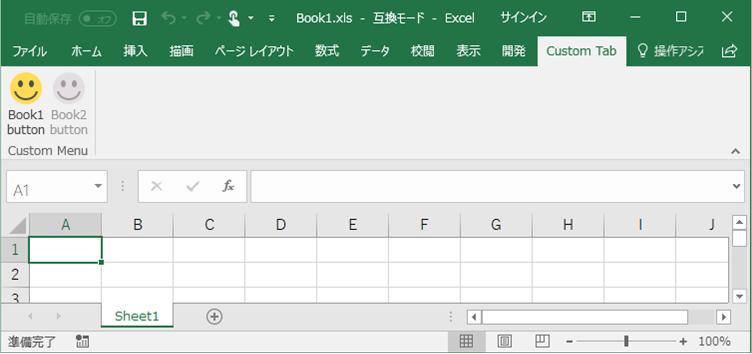 自動保存 オフ Book1.xls - 互換モード - Excel サインイン
ファイル ホーム 挿入 描画 ページ レイアウト 数式 データ 校閲 表示 開発 Custom Tab 操作アシス
Book1 Book2
button button
Custom Menu
A1 fx
A B C D E F G H I J
1
2
3
Sheet1
準備完了 100%